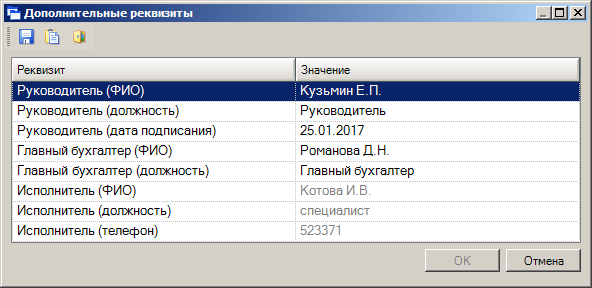 Дополнительные реквизиты
Реквизит Значение
Руководитель (ФИО) Кузьмин Е.П.
Руководитель (должность) Руководитель
Руководитель (дата подписания) 25.01.2017
Главный бухгалтер (ФИО) Романова Д.Н.
Главный бухгалтер (должность) Главный бухгалтер
Исполнитель (ФИО) Котова И.В.
Исполнитель (должность) специалист
Исполнитель (телефон) 523371
OK Отмена